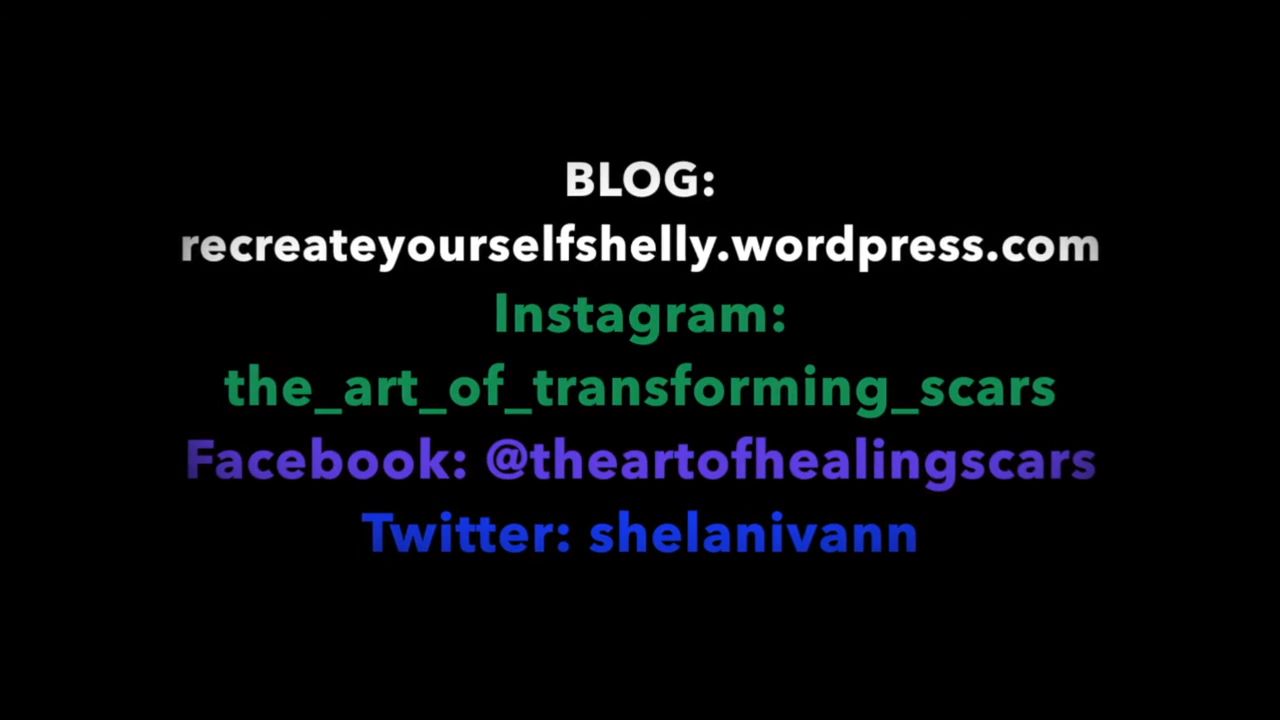 BLOG:
recreateyourselfshelly.wordpress.com
Instagram:
the_art_of_transforming_scars
Facebook: @theartofhealingscars
Twitter: shelanivann